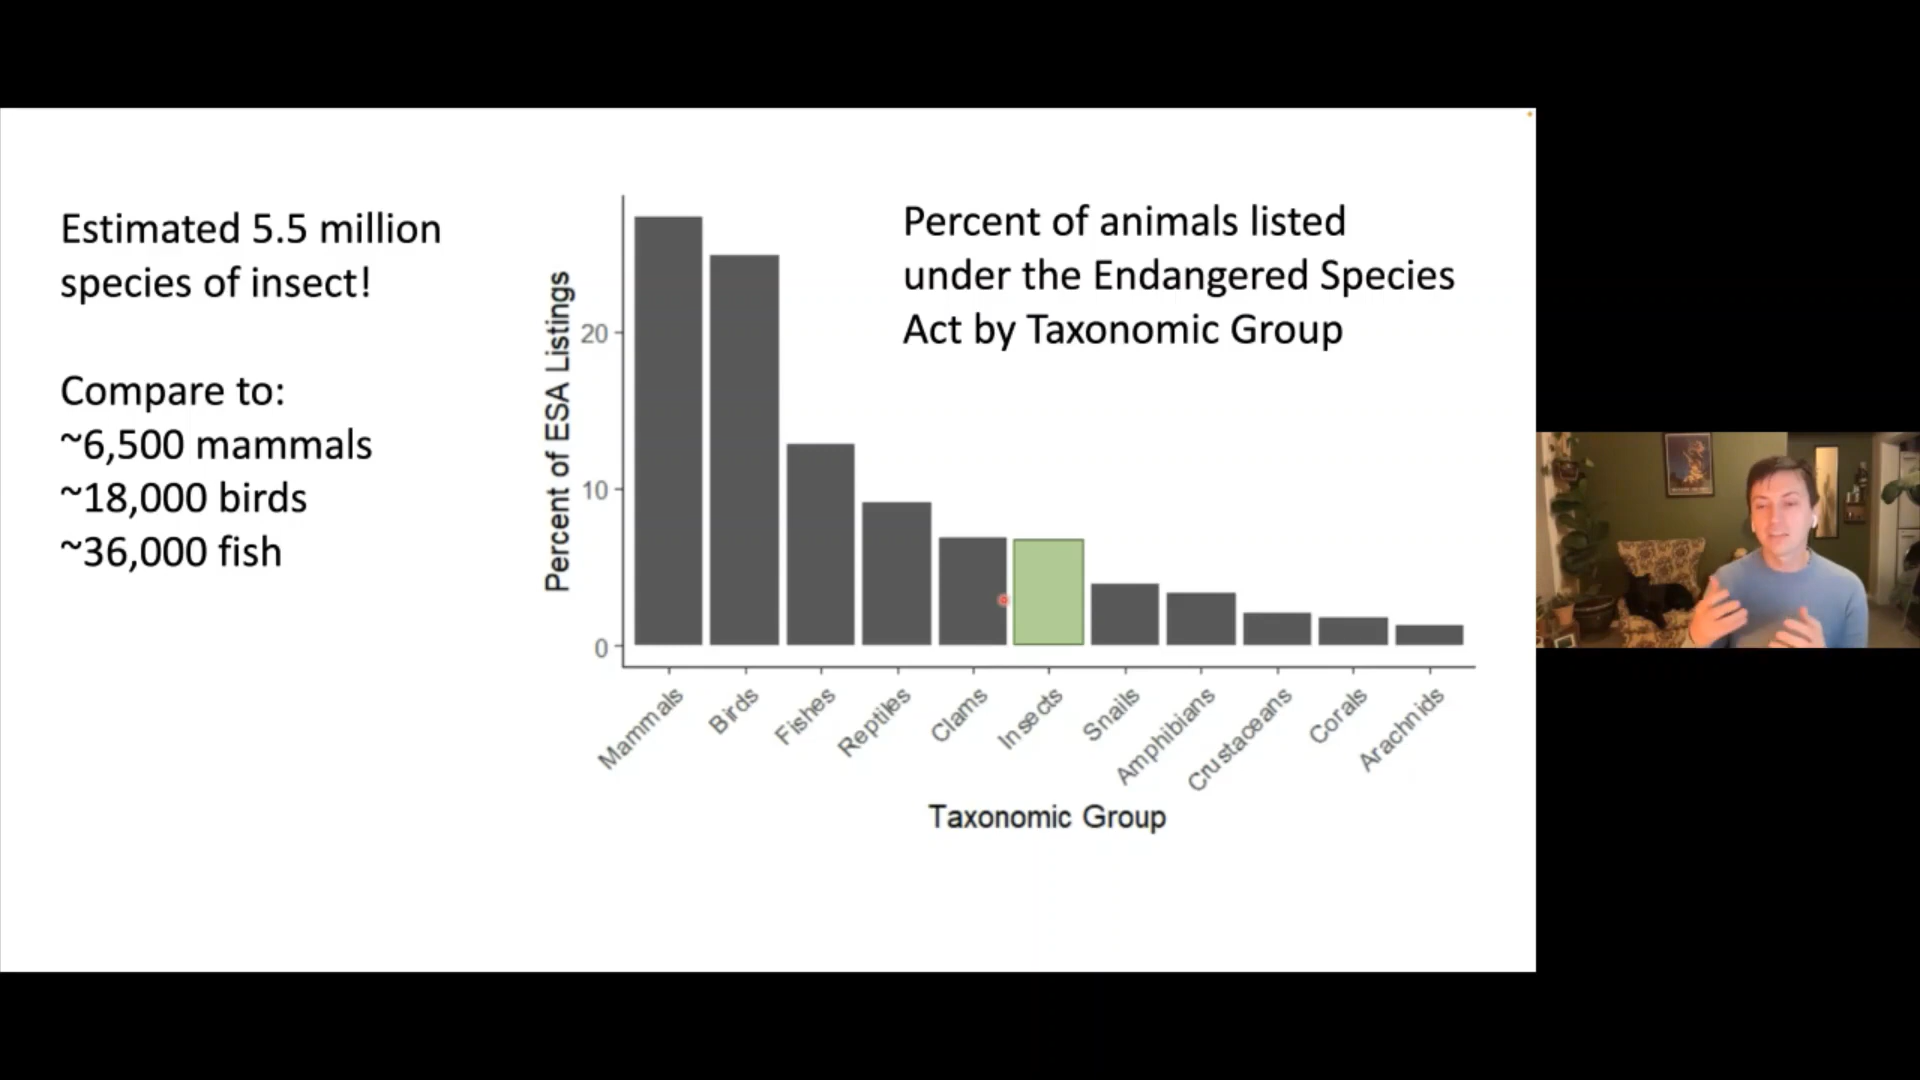 Estimated 5.5 million
species of insect!
Compare to:
~6,500 mammals
~18,000 birds
~36,000 fish
Percent of animals listed
under the Endangered Species
Act by Taxonomic Group
Percent of ESA Listings
20
10
0
Mammals
Birds
Fishes
Reptiles
Clams
Insects
Snails
Amphibians
Crustaceans
Corals
Arachnids
Taxonomic Group